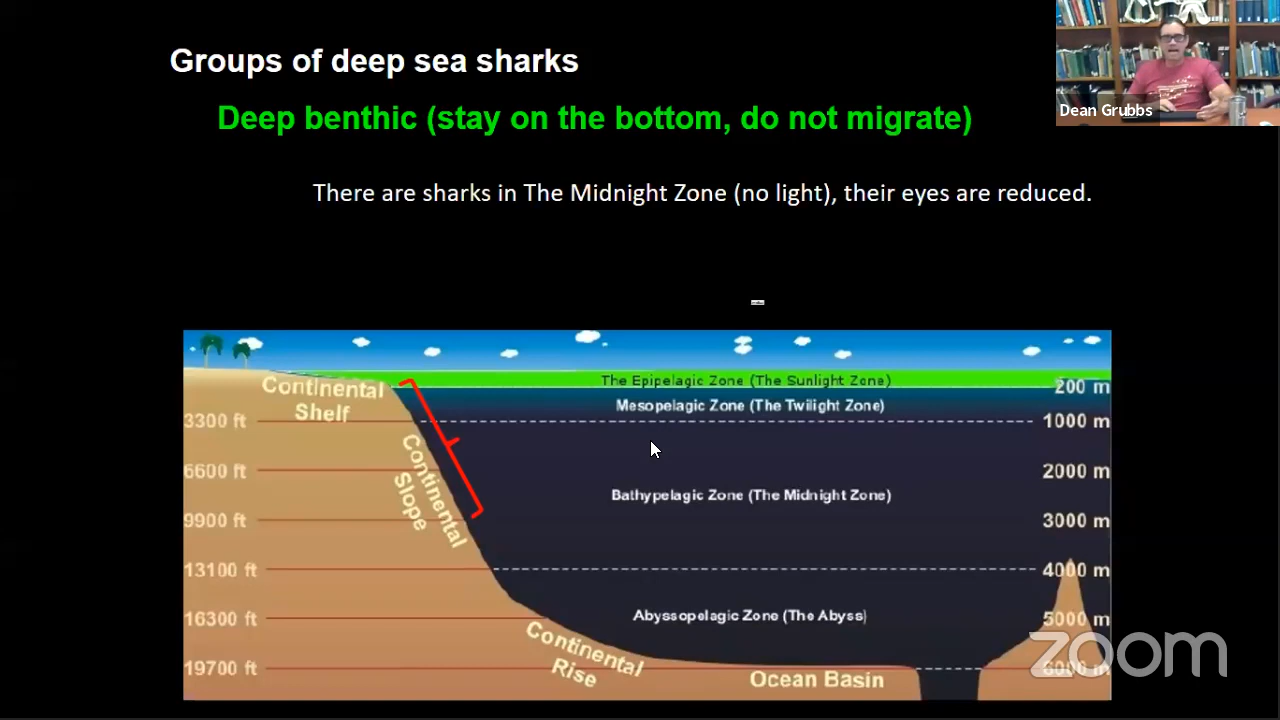 Groups of deep sea sharks
Dean Grubbs
Deep benthic (stay on the bottom, do not migrate)
There are sharks in The Midnight Zone (no light), their eyes are reduced.
The Epipelagic Zone (The Sunlight Zone)
Continental
Shelf
200 m
Mesopelagic Zone (The Twilight Zone)
3300 ft
1000 m
6600 ft
2000 m
Continental
Slope
Bathypelagic Zone (The Midnight Zone)
9900 ft
3000 m
13100 ft
4000 m
Abyssopelagic Zone (The Abyss)
16300 ft
5000 m
Continental
Rise
19700 ft
6000 m
Ocean Basin
zoom